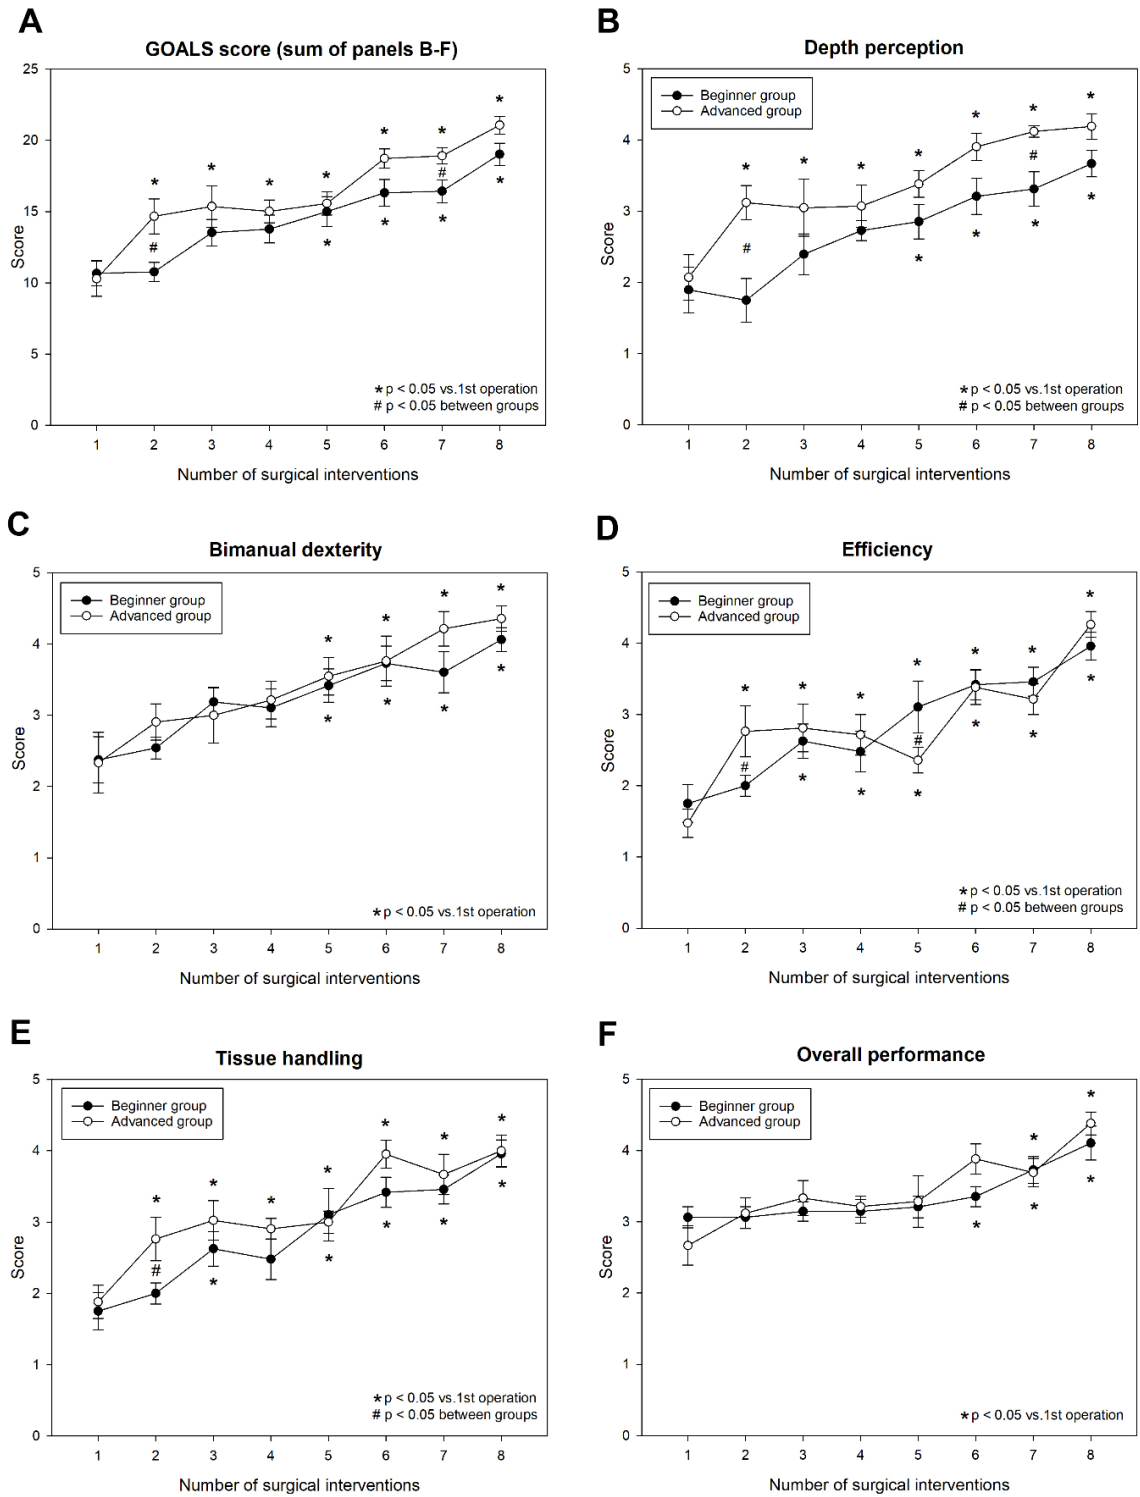 A
GOALS score (sum of panels B-F)
25
20
15
10
5
0
Score
* * * * * * *
# #
* * * *
* p < 0.05 vs.1st operation
# p < 0.05 between groups
1 2 3 4 5 6 7 8
Number of surgical interventions
B
Depth perception
5
4
3
2
1
0
Score
Beginner group
Advanced group
* * * * * * *
# #
* * * *
* p < 0.05 vs.1st operation
# p < 0.05 between groups
1 2 3 4 5 6 7 8
Number of surgical interventions
C
Bimanual dexterity
5
4
3
2
1
0
Score
Beginner group
Advanced group
* * * *
* * * *
* p < 0.05 vs.1st operation
1 2 3 4 5 6 7 8
Number of surgical interventions
D
Efficiency
5
4
3
2
1
0
Score
Beginner group
Advanced group
* * * * * * *
# #
* * * * * *
* p < 0.05 vs.1st operation
# p < 0.05 between groups
1 2 3 4 5 6 7 8
Number of surgical interventions
E
Tissue handling
5
4
3
2
1
0
Score
Beginner group
Advanced group
* * * * * * *
#
* * * * *
* p < 0.05 vs.1st operation
# p < 0.05 between groups
1 2 3 4 5 6 7 8
Number of surgical interventions
F
Overall performance
5
4
3
2
1
0
Score
Beginner group
Advanced group
* *
* * *
* p < 0.05 vs.1st operation
1 2 3 4 5 6 7 8
Number of surgical interventions